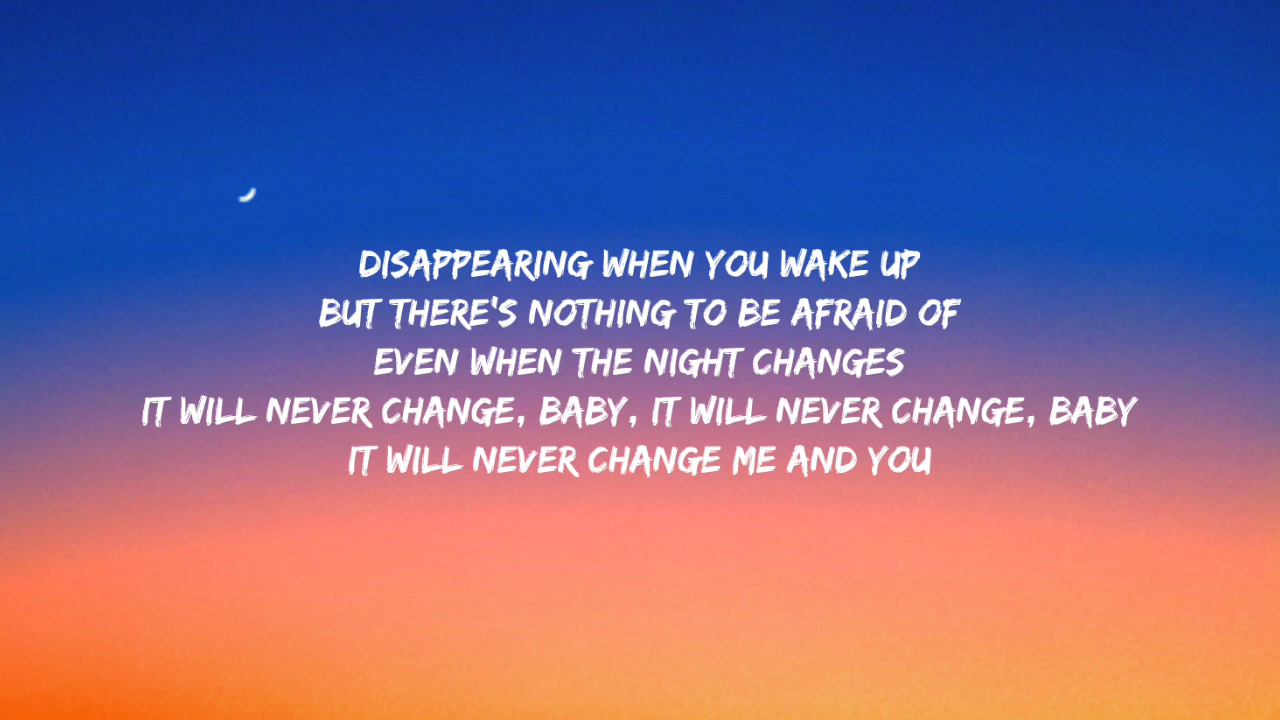 DISAPPEARING WHEN YOU WAKE UP
BUT THERE'S NOTHING TO BE AFRAID OF
EVEN WHEN THE NIGHT CHANGES
IT WILL NEVER CHANGE, BABY, IT WILL NEVER CHANGE, BABY
IT WILL NEVER CHANGE ME AND YOU